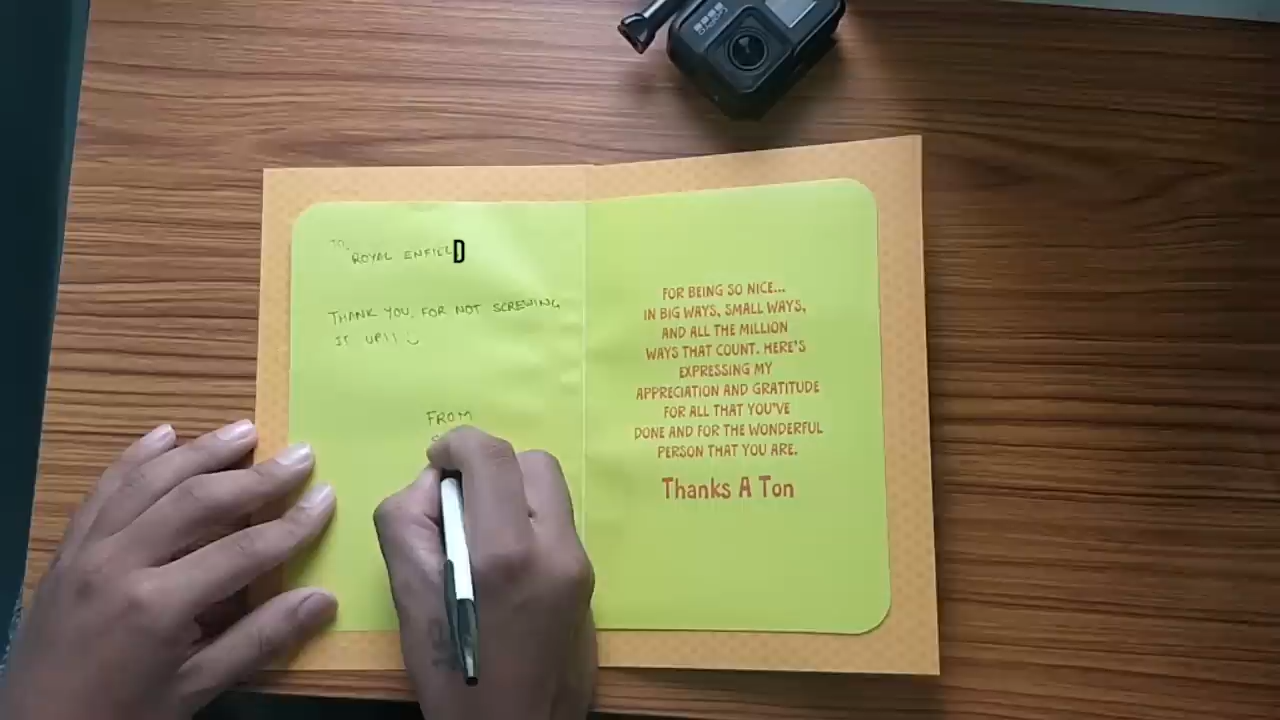 TO,
ROYAL ENFIELD
THANK YOU, FOR NOT SCREWING
IT UP!!
FROM
FOR BEING SO NICE...
IN BIG WAYS, SMALL WAYS,
AND ALL THE MILLION
WAYS THAT COUNT. HERE'S
EXPRESSING MY
APPRECIATION AND GRATITUDE
FOR ALL THAT YOU'VE
DONE AND FOR THE WONDERFUL
PERSON THAT YOU ARE.
Thanks A Ton